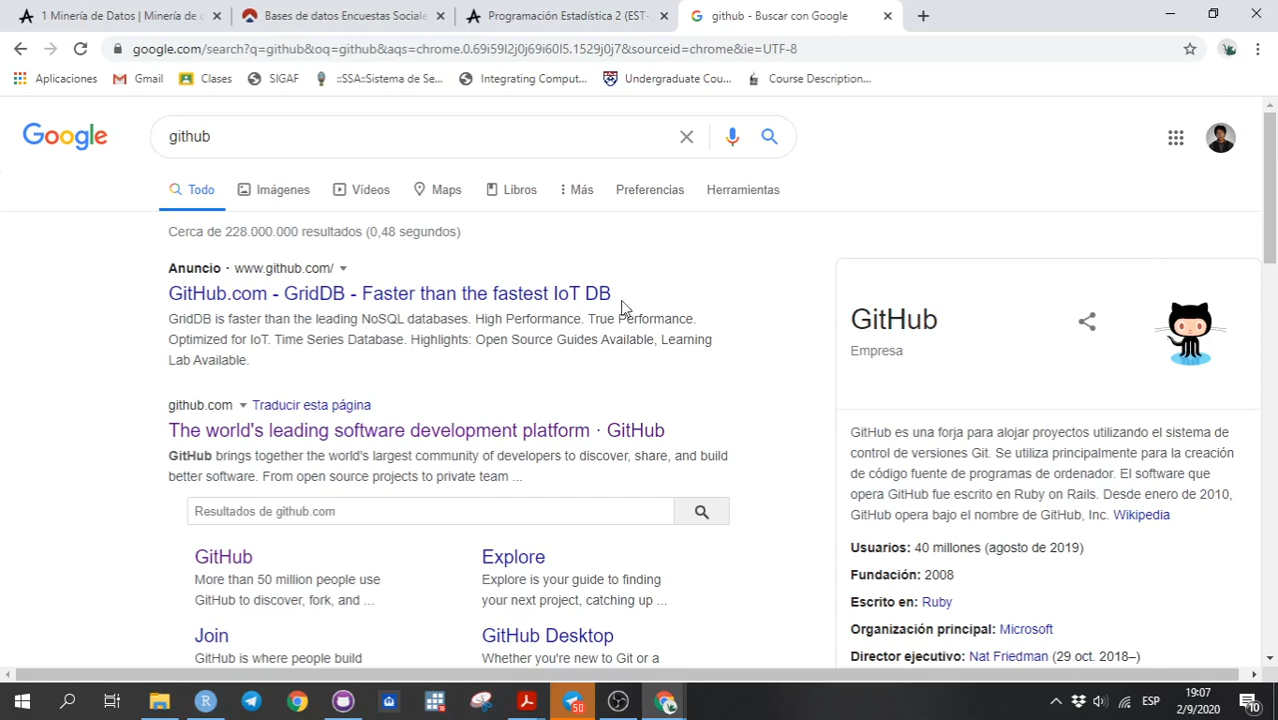 1 Minería de Datos | Minería de
Bases de datos Encuestas Sociale
Programación Estadística 2 (EST-
github - Buscar con Google
google.com/search?q=github&oq=github&aqs=chrome.0.69i59l2j0j69i60l5.1529j0j7&sourceid=chrome&ie=UTF-8
Aplicaciones
Gmail
Clases
SIGAF
::SSA::Sistema de Se...
Integrating Comput...
Undergraduate Cou...
Course Description...
Google
github
Todo
Imágenes
Vídeos
Maps
Libros
Más
Preferencias
Herramientas
Cerca de 228.000.000 resultados (0,48 segundos)
Anuncio · www.github.com/
GitHub.com - GridDB - Faster than the fastest IoT DB
GridDB is faster than the leading NoSQL databases. High Performance. True Performance.
Optimized for IoT. Time Series Database. Highlights: Open Source Guides Available, Learning
Lab Available.
github.com Traducir esta página
The world's leading software development platform · GitHub
GitHub brings together the world's largest community of developers to discover, share, and build
better software. From open source projects to private team ...
Resultados de github.com
GitHub
More than 50 million people use
GitHub to discover, fork, and ...
Explore
Explore is your guide to finding
your next project, catching up ...
Join
GitHub is where people build
GitHub Desktop
Whether you're new to Git or a
GitHub
Empresa
GitHub es una forja para alojar proyectos utilizando el sistema de
control de versiones Git. Se utiliza principalmente para la creación
de código fuente de programas de ordenador. El software que
opera GitHub fue escrito en Ruby on Rails. Desde enero de 2010,
GitHub opera bajo el nombre de GitHub, Inc. Wikipedia
Usuarios: 40 millones (agosto de 2019)
Fundación: 2008
Escrito en: Ruby
Organización principal: Microsoft
Director ejecutivo: Nat Friedman (29 oct. 2018–)
50
ESP
19:07
2/9/2020
10